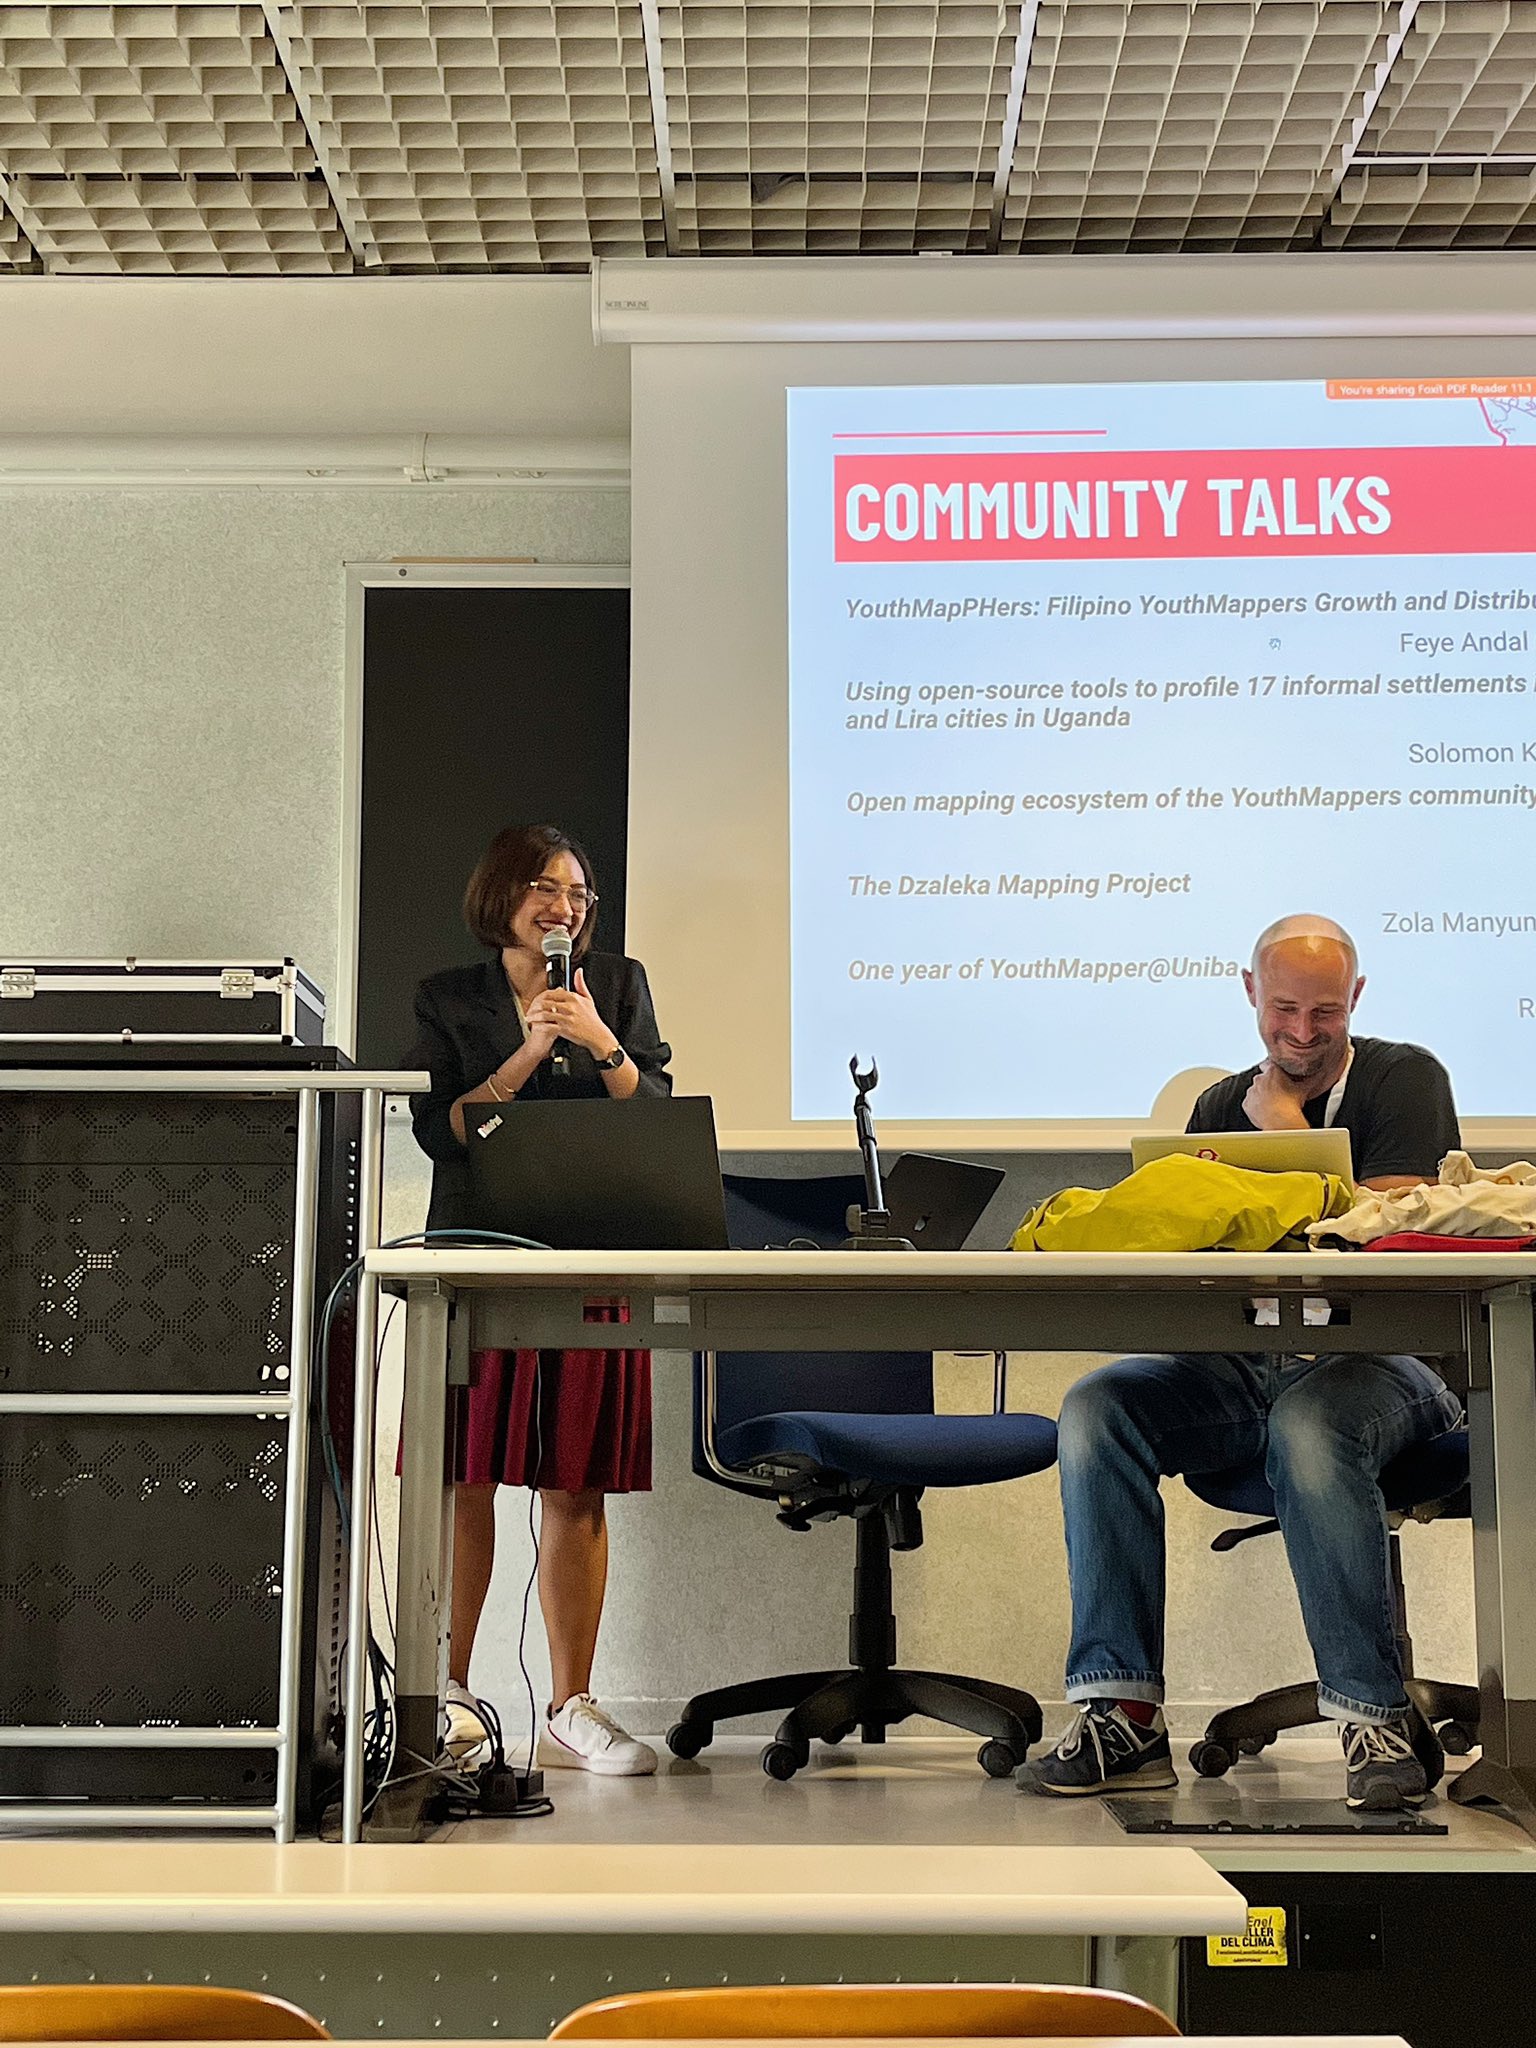 You're sharing Foxit PDF Reader 11.1
COMMUNITY TALKS
YouthMapPHers: Filipino YouthMappers Growth and
Feye Andal
Using open-source tools to profile 17 informal settlements
and Lira cities in Uganda
Solomon
Open mapping ecosystem of the YouthMappers community
The Dzaleka Mapping Project
Zola
One year of YouthMapper@Uniba
ThinkPad
Enel
DEL CLIMA